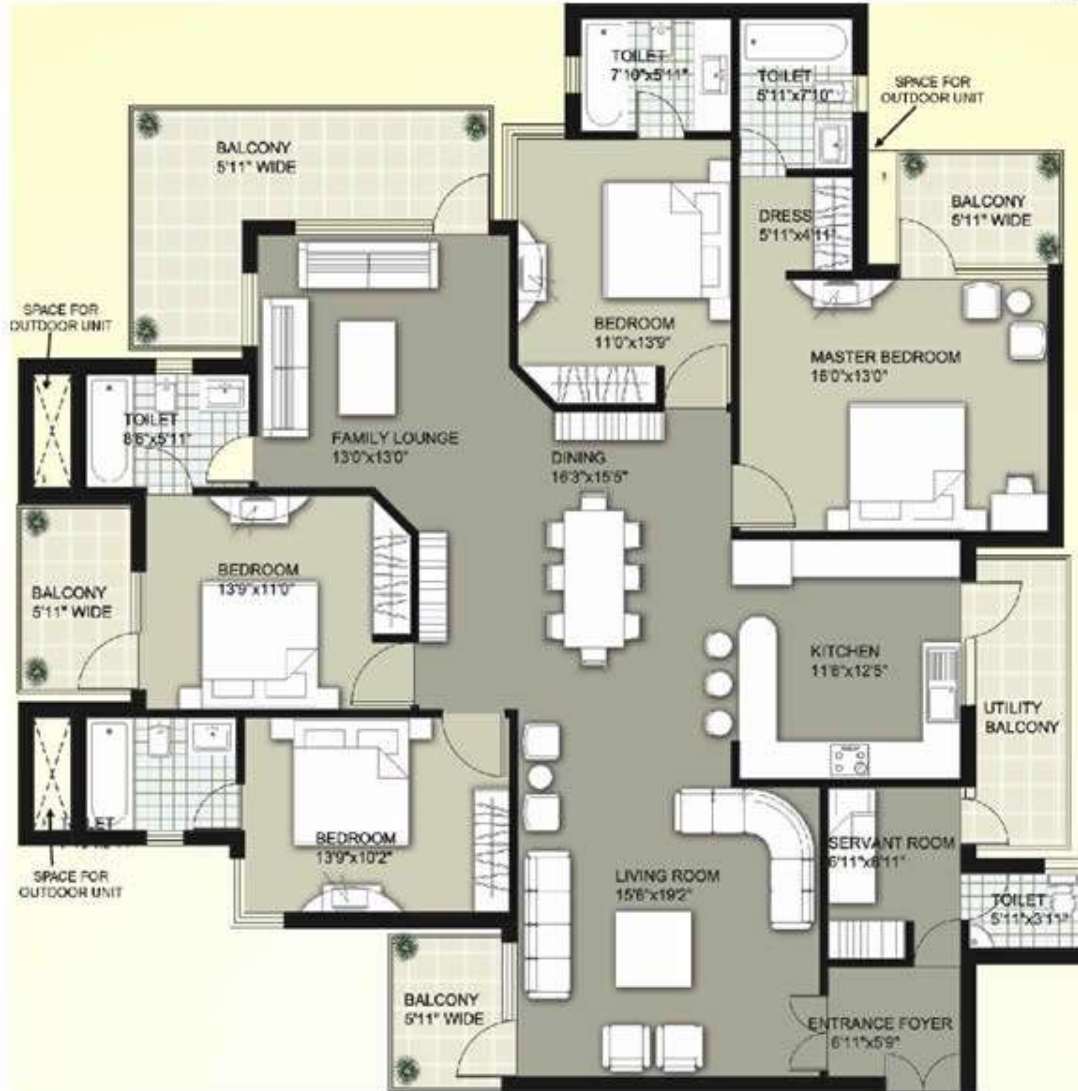 TOILET
7'10"x5'11"
TOILET
5'11"x7'10"
SPACE FOR
OUTDOOR UNIT
BALCONY
5'11" WIDE
BALCONY
5'11" WIDE
DRESS
5'11"x4'11"
SPACE FOR
OUTDOOR UNIT
BEDROOM
11'0"x13'9"
MASTER BEDROOM
16'0"x13'0"
TOILET
8'6"x5'11"
FAMILY LOUNGE
13'0"x13'0"
DINING
16'3"x15'5"
BEDROOM
13'9"x11'0"
BALCONY
5'11" WIDE
KITCHEN
11'6"x12'5"
UTILITY
BALCONY
BEDROOM
13'9"x10'2"
SPACE FOR
OUTDOOR UNIT
LIVING ROOM
15'6"x19'2"
SERVANT ROOM
6'11"x8'11"
TOILET
5'11"x3'11"
BALCONY
5'11" WIDE
ENTRANCE FOYER
6'11"x5'9"